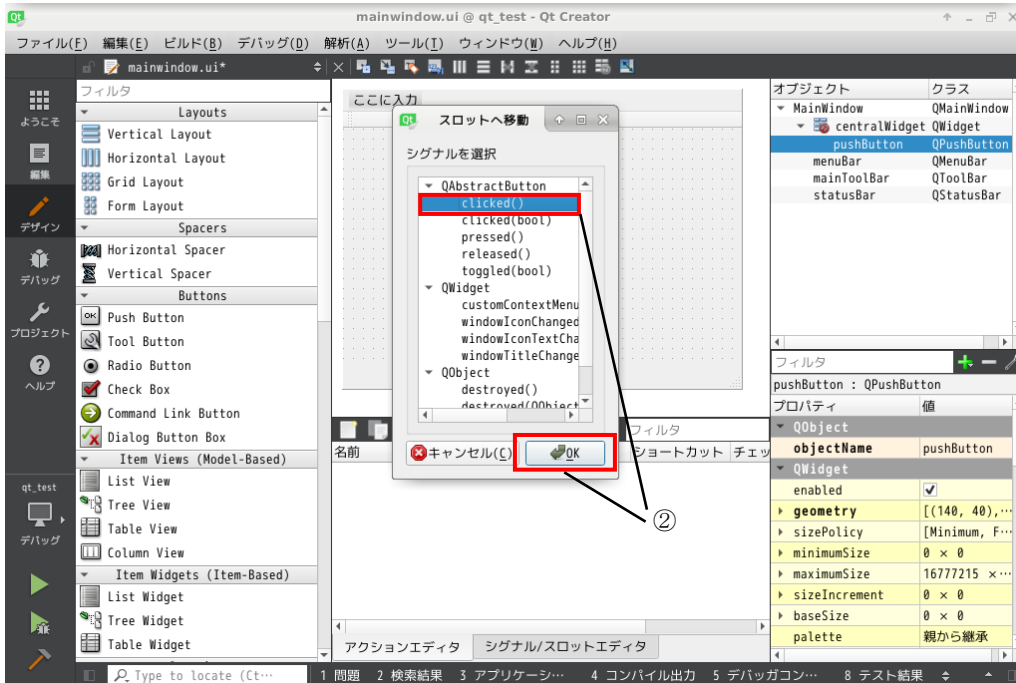 mainwindow.ui @ qt_test - Qt Creator
ファイル(F) 編集(E) ビルド(B) デバッグ(D) 解析(A) ツール(T) ウィンドウ(W) ヘルプ(H)
mainwindow.ui*
ようこそ
編集
デザイン
デバッグ
プロジェクト
ヘルプ
qt_test
デバッグ
フィルタ
Layouts
Vertical Layout
Horizontal Layout
Grid Layout
Form Layout
Spacers
Horizontal Spacer
Vertical Spacer
Buttons
OK
Push Button
Tool Button
Radio Button
Check Box
Command Link Button
Dialog Button Box
Item Views (Model-Based)
List View
Tree View
Table View
Column View
Item Widgets (Item-Based)
List Widget
Tree Widget
Table Widget
ここに入力
スロットへ移動
シグナルを選択
QAbstractButton
clicked()
clicked(bool)
pressed()
released()
toggled(bool)
QWidget
customContextMenu
windowIconChanged
windowIconTextCha
windowTitleChange
QObject
destroyed()
destroyed(QObject
キャンセル(C)
OK
②
フィルタ
名前
ショートカット チェッ
アクションエディタ シグナル/スロットエディタ
オブジェクト クラス
MainWindow QMainWindow
centralWidget QWidget
pushButton QPushButton
menuBar QMenuBar
mainToolBar QToolBar
statusBar QStatusBar
フィルタ
pushButton : QPushButton
プロパティ 値
QObject
objectName pushButton
QWidget
enabled
geometry [(140, 40),…
sizePolicy [Minimum, F…
minimumSize 0 × 0
maximumSize 16777215 ×…
sizeIncrement 0 × 0
baseSize 0 × 0
palette 親から継承
Type to locate (Ct…
1 問題 2 検索結果 3 アプリケーシ… 4 コンパイル出力 5 デバッガコン… 8 テスト結果